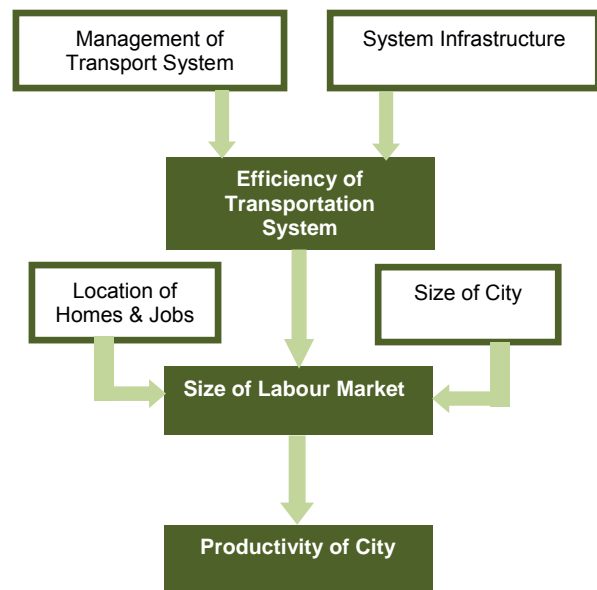 Management of
Transport System
System Infrastructure
Efficiency of
Transportation
System
Location of
Homes & Jobs
Size of City
Size of Labour Market
Productivity of City